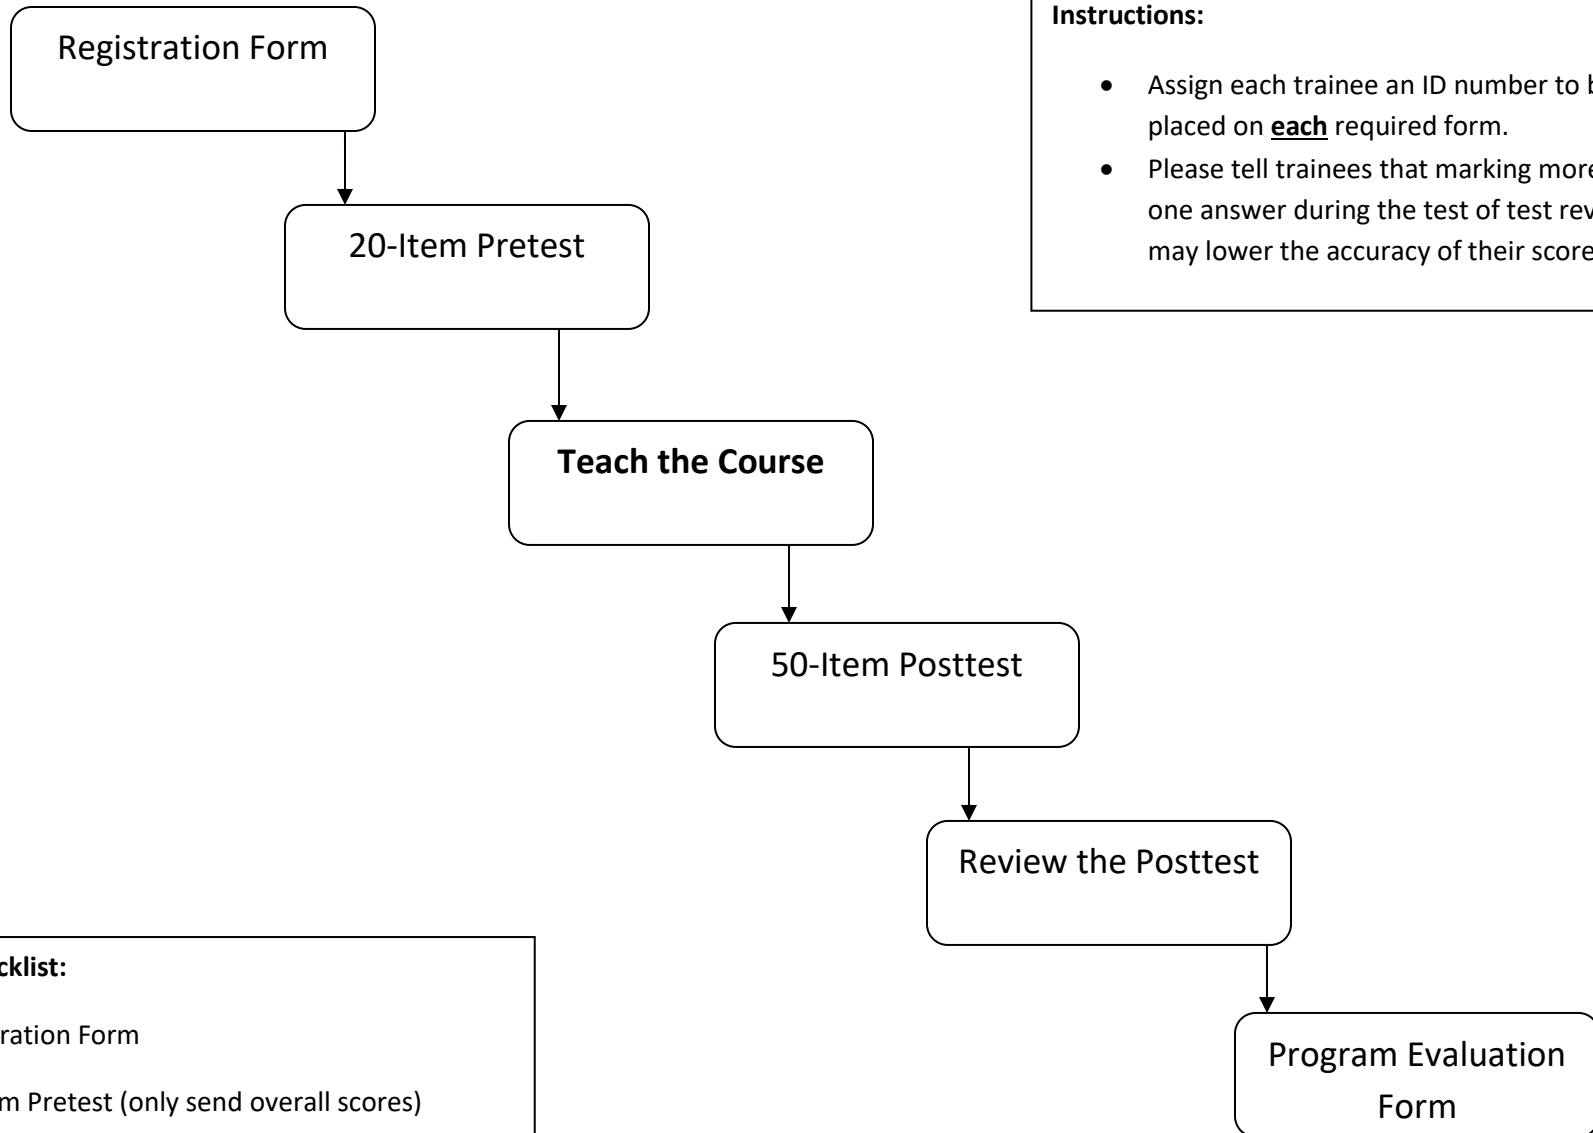 Registration Form
Instructions:
• Assign each trainee an ID number to
placed on each required form.
• Please tell trainees that marking more
one answer during the test of test
may lower the accuracy of their score
20-Item Pretest
Teach the Course
50-Item Posttest
Review the Posttest
Program Evaluation
Form
cklist:
ration Form
m Pretest (only send overall scores)